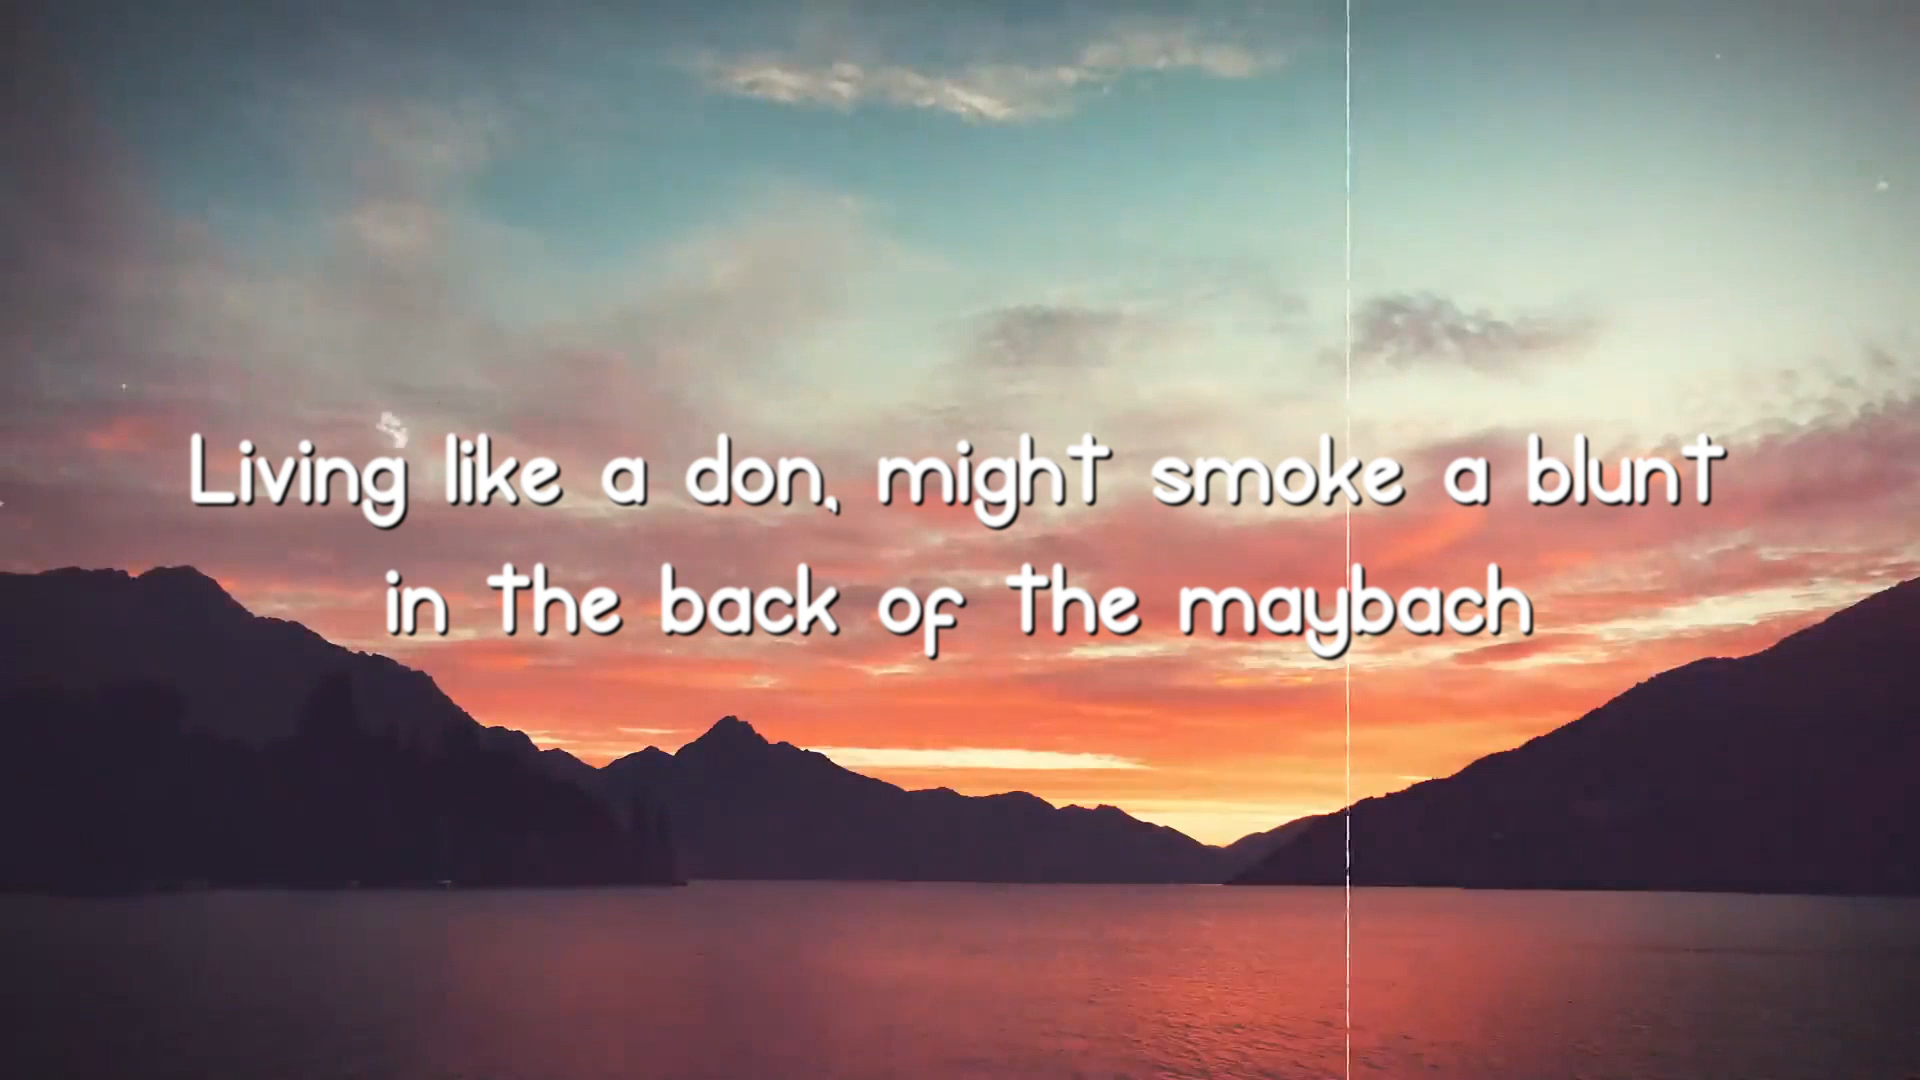 Living like a don, might smoke a blunt
in the back of the maybach